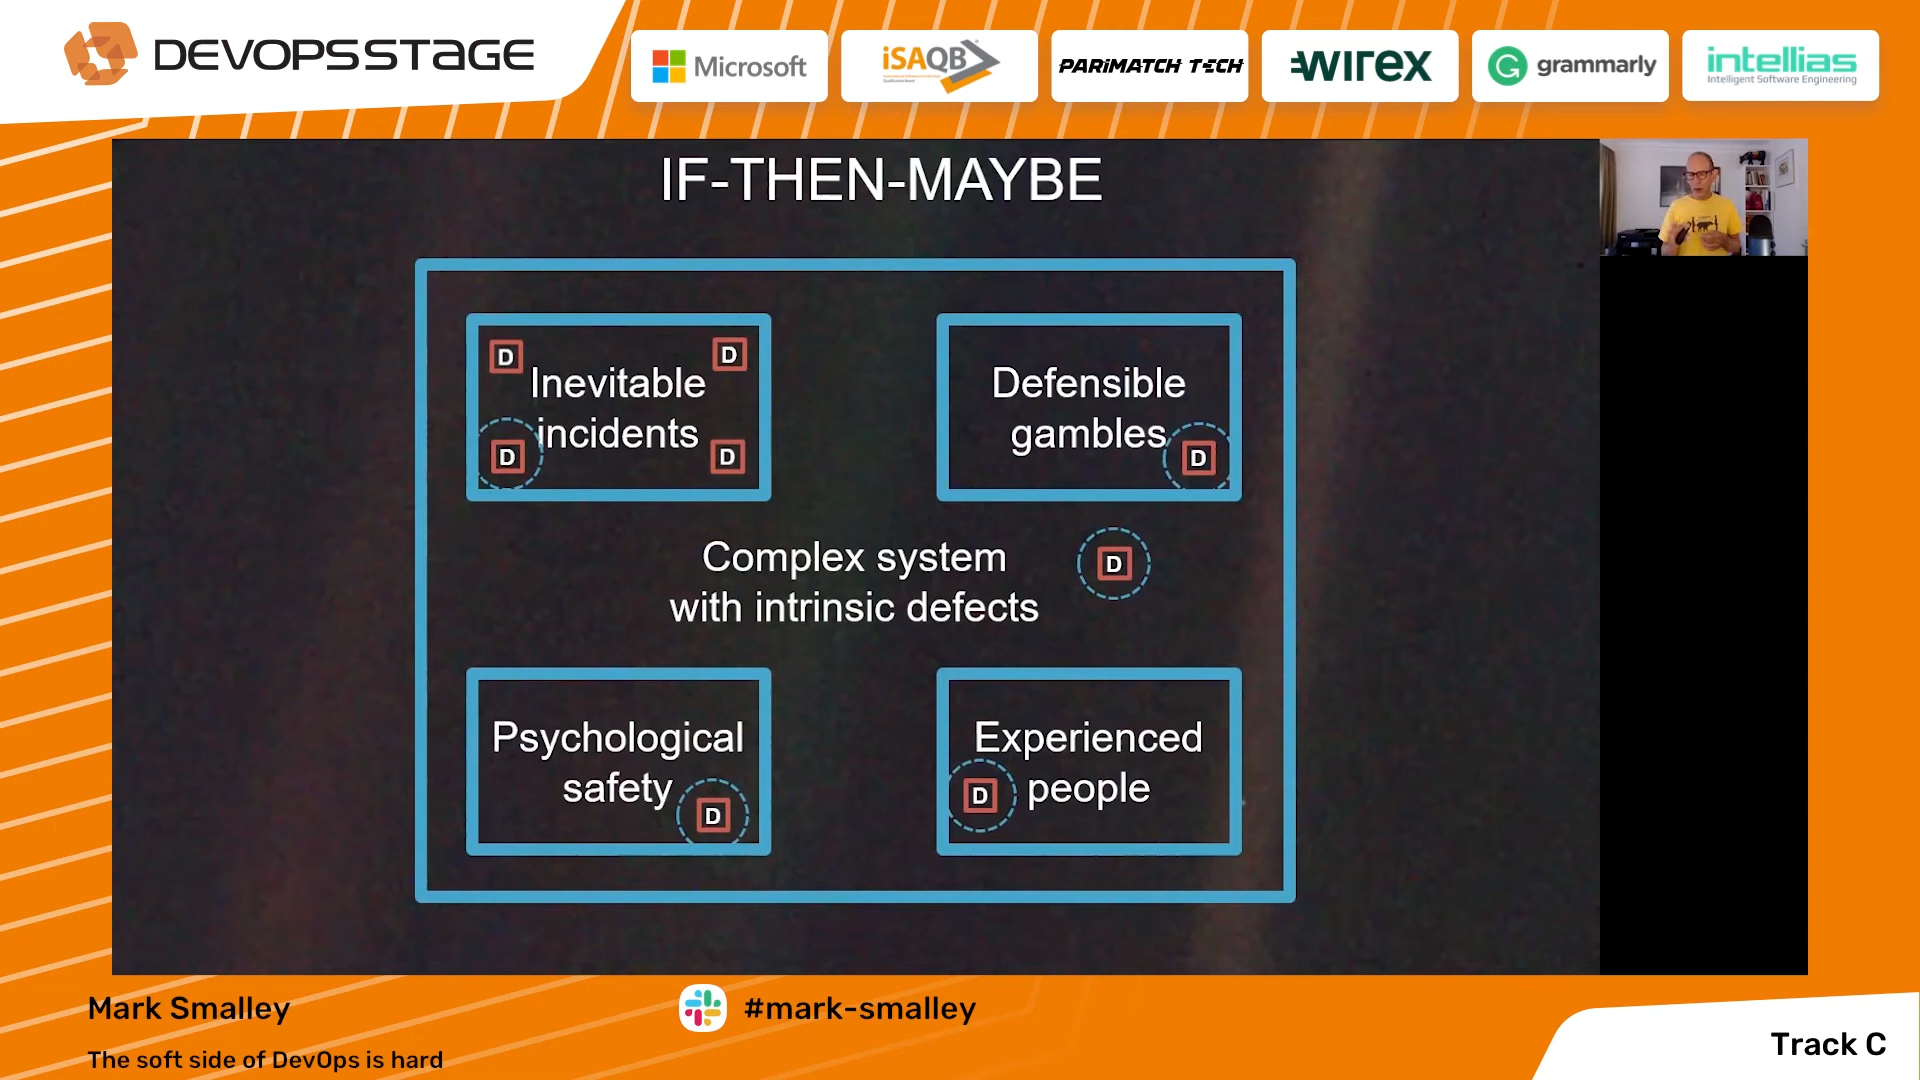 DEVOPSSTAGE
Microsoft
iSAQB
PARIMATCH TECH
WIREX
grammarly
intellias
Intelligent Software Engineering
IF-THEN-MAYBE
D
D
Inevitable
incidents
D
D
Defensible
gambles
D
Complex system
with intrinsic defects
D
Psychological
safety
D
Experienced
people
D
Mark Smalley
#mark-smalley
The soft side of DevOps is hard
Track C